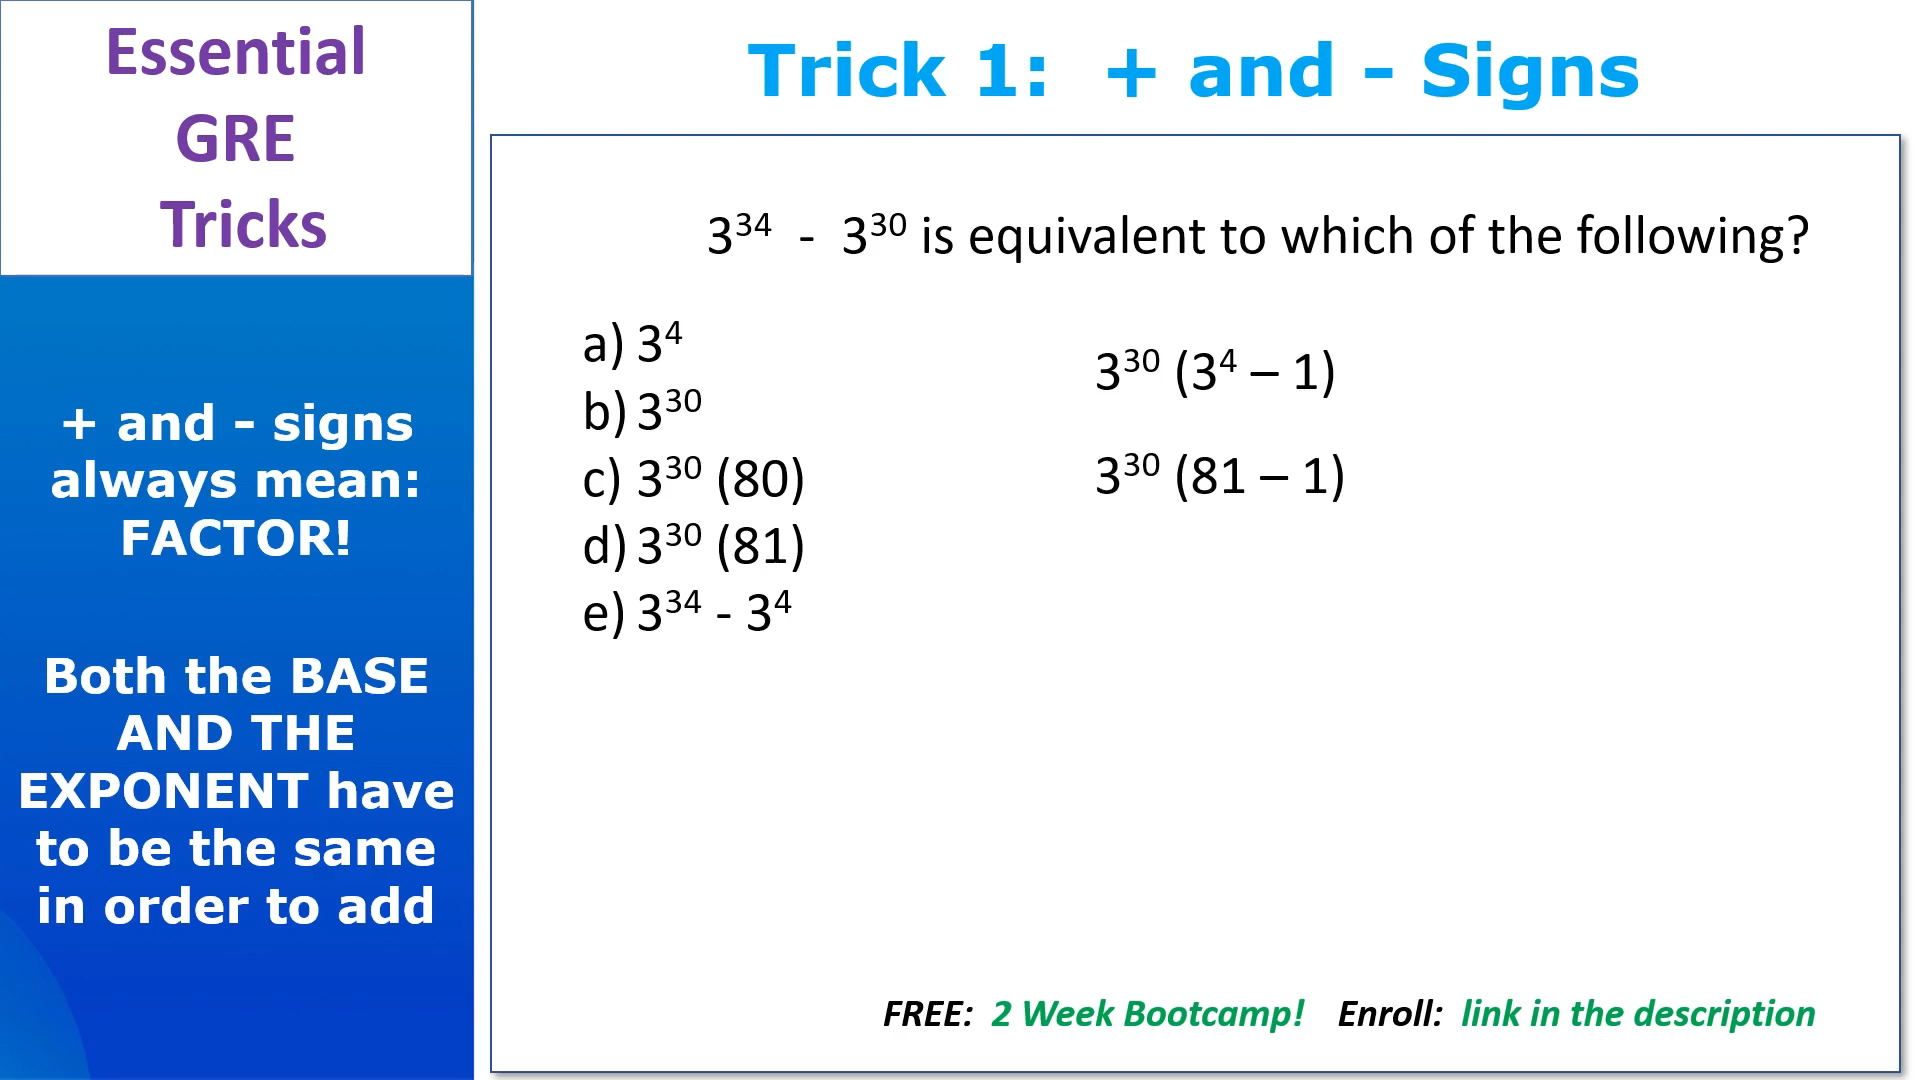 Essential
GRE
Tricks
+ and - signs
always mean:
FACTOR!
Both the BASE
AND THE
EXPONENT have
to be the same
in order to add
Trick 1:  + and - Signs
3³⁴ - 3³⁰ is equivalent to which of the following?
a) 3⁴
b) 3³⁰
c) 3³⁰ (80)
d) 3³⁰ (81)
e) 3³⁴ - 3⁴
3³⁰ (3⁴ – 1)
3³⁰ (81 – 1)
FREE: 2 Week Bootcamp! Enroll: link in the description